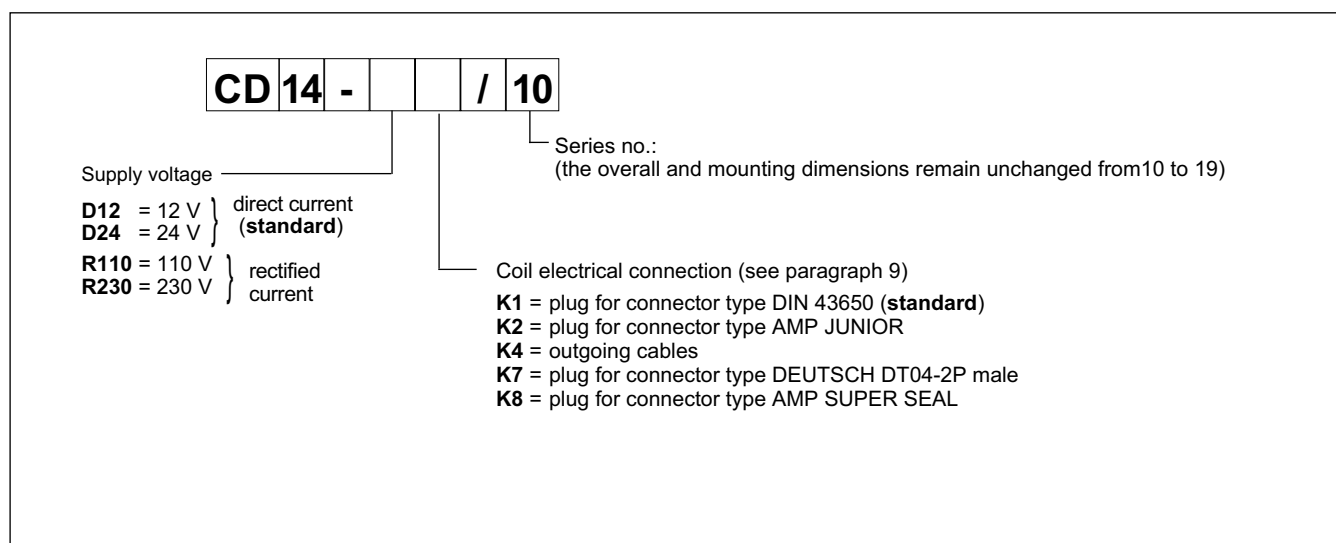 CD 14 - / 10
Series no.:
(the overall and mounting dimensions remain unchanged from10 to 19)
Supply voltage
D12 = 12 V } direct current
D24 = 24 V (standard)
R110 = 110 V } rectified
R230 = 230 V current
Coil electrical connection (see paragraph 9)
K1 = plug for connector type DIN 43650 (standard)
K2 = plug for connector type AMP JUNIOR
K4 = outgoing cables
K7 = plug for connector type DEUTSCH DT04-2P male
K8 = plug for connector type AMP SUPER SEAL